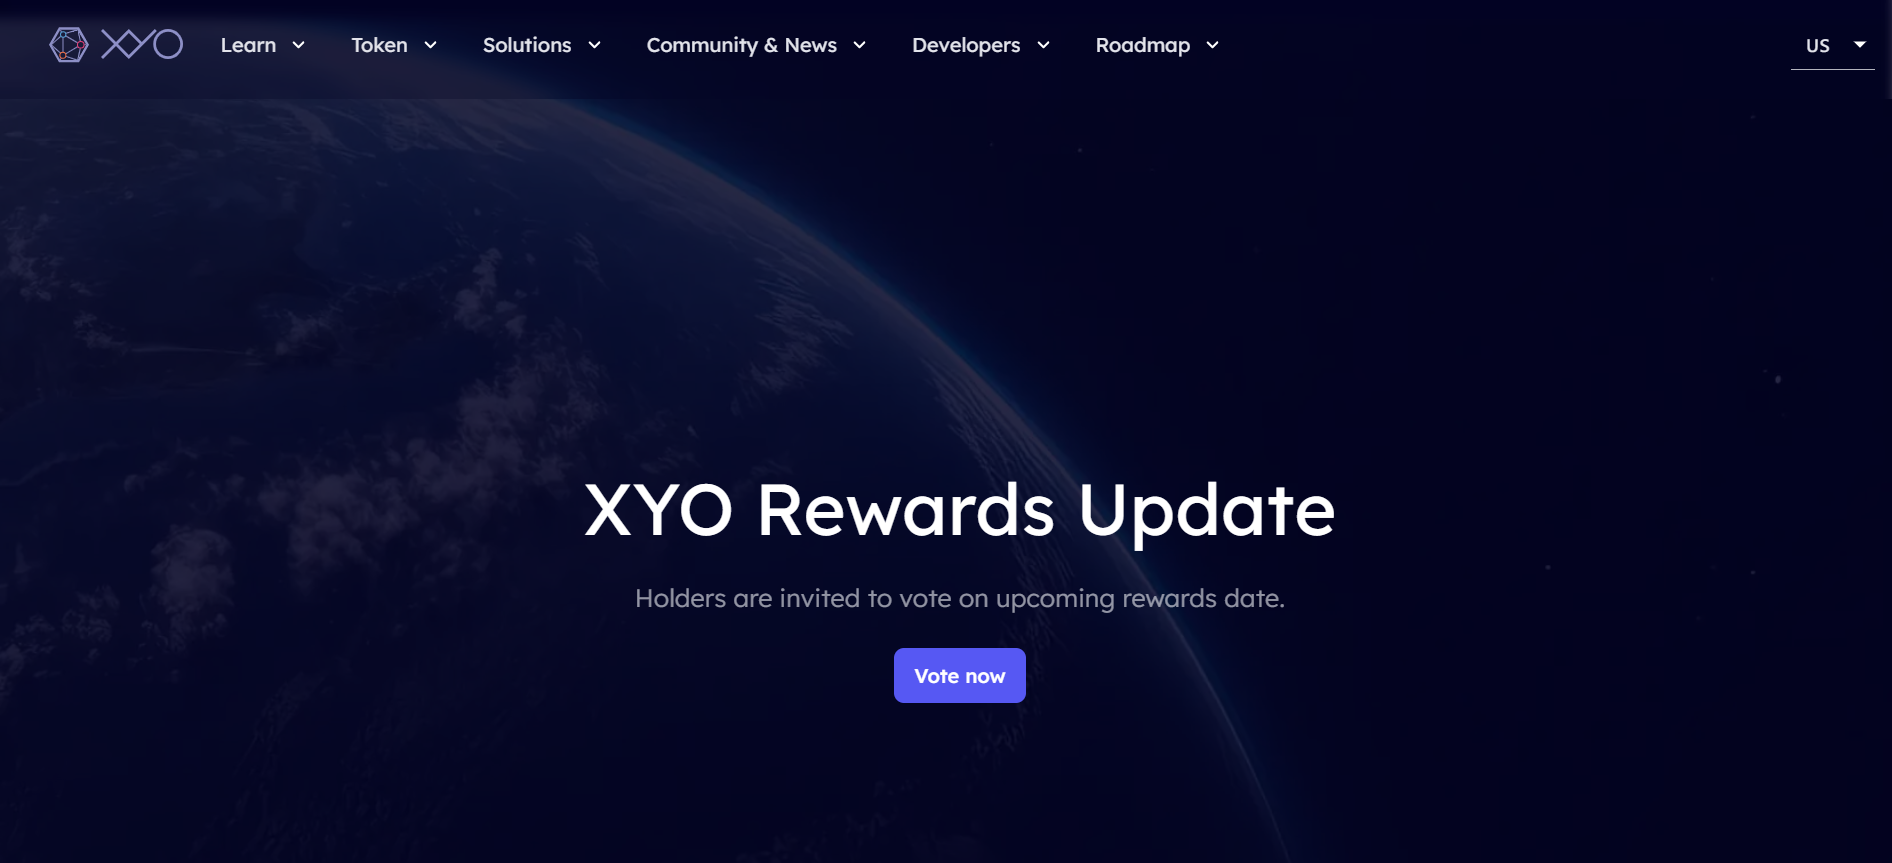 XYO
Learn
Token
Solutions
Community & News
Developers
Roadmap
US
XYO Rewards Update
Holders are invited to vote on upcoming rewards date.
Vote now